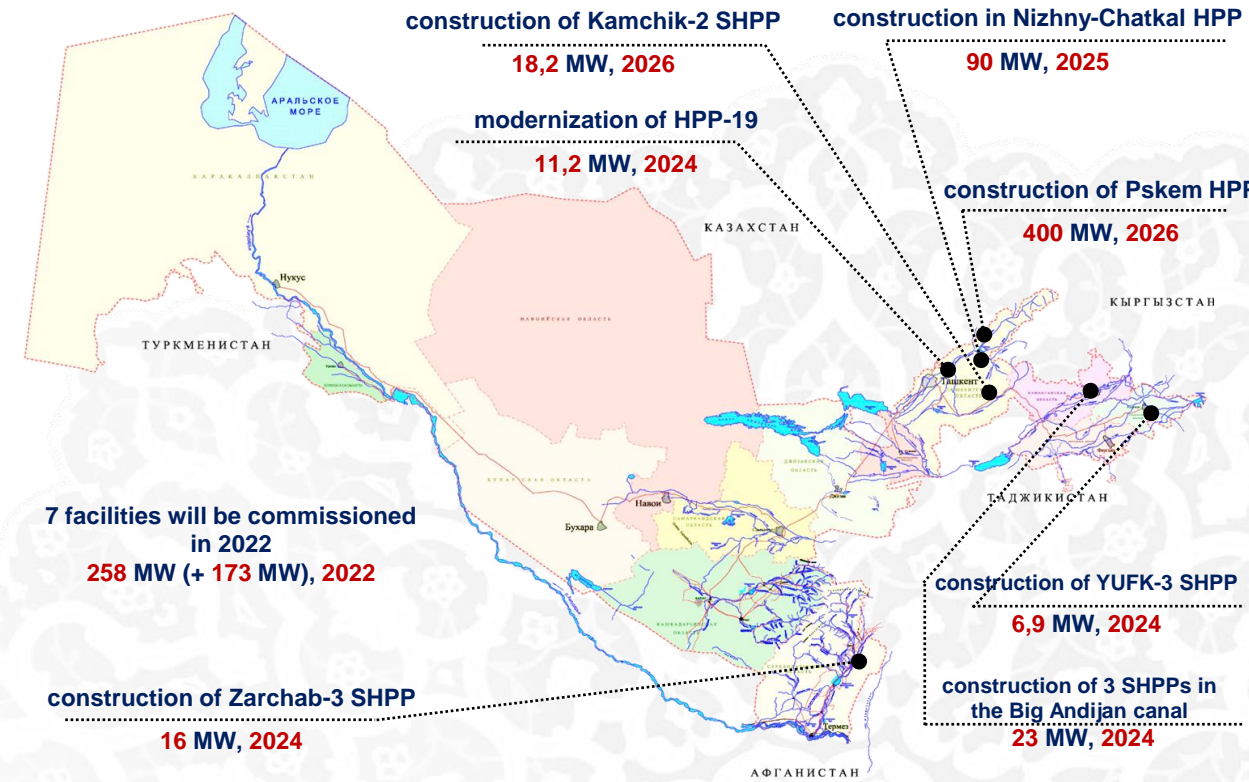 construction of Kamchik-2 SHPP
18,2 MW, 2026
construction in Nizhny-Chatkal HPP
90 MW, 2025
modernization of HPP-19
11,2 MW, 2024
construction of Pskem HPP
400 MW, 2026
АРАЛЬСКОЕ
МОРЕ
КАЗАХСТАН
КЫРГЫЗСТАН
Нукус
ТУРКМЕНИСТАН
Ташкент
ТАДЖИКИСТАН
Навои
Бухара
7 facilities will be commissioned
in 2022
258 MW (+ 173 MW), 2022
construction of YUFK-3 SHPP
6,9 MW, 2024
construction of Zarchab-3 SHPP
16 MW, 2024
construction of 3 SHPPs in
the Big Andijan canal
23 MW, 2024
Термез
АФГАНИСТАН